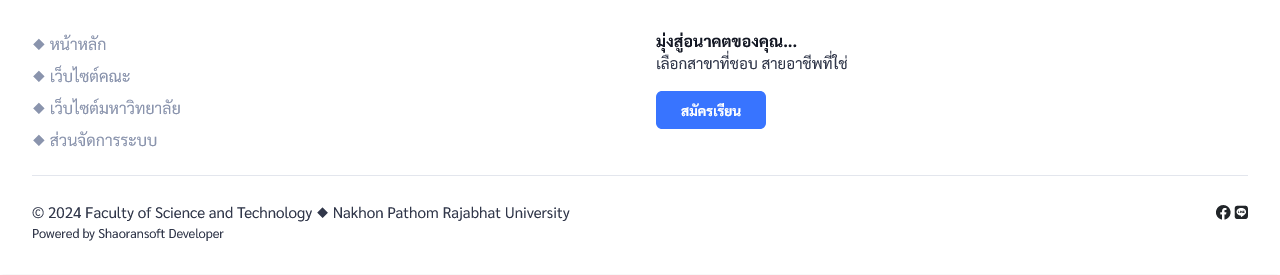 ◆ หน้าหลัก
◆ เว็บไซต์คณะ
◆ เว็บไซต์มหาวิทยาลัย
◆ ส่วนจัดการระบบ
มุ่งสู่อนาคตของคุณ...
เลือกสาขาที่ชอบ สายอาชีพที่ใช่
สมัครเรียน
© 2024 Faculty of Science and Technology ◆ Nakhon Pathom Rajabhat University
Powered by Shaoransoft Developer